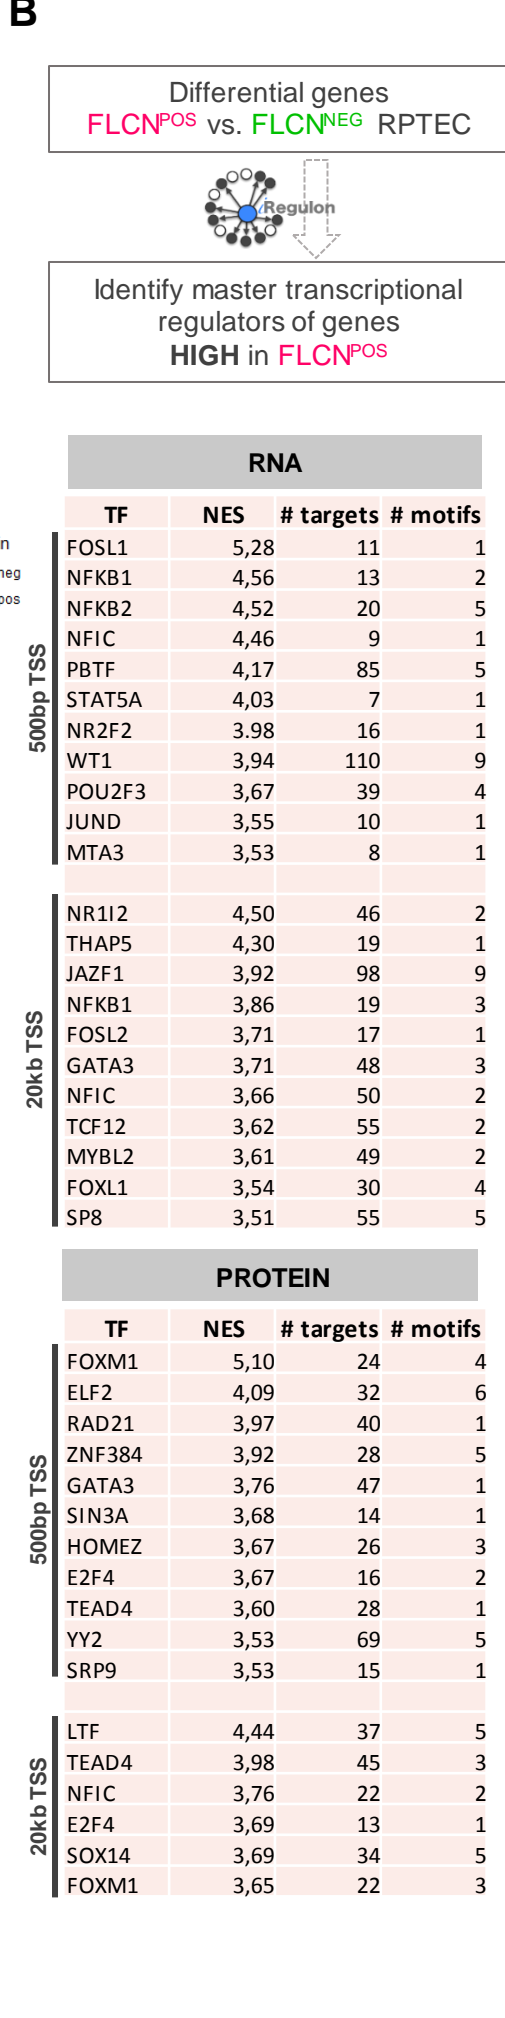 B
Differential genes
FLCNPOS vs. FLCNNEG RPTEC
iRegulon
Identify master transcriptional
regulators of genes
HIGH in FLCNPOS
RNA
TF NES # targets # motifs
n
neg
pos
500bp TSS
FOSL1 5,28 11 1
NFKB1 4,56 13 2
NFKB2 4,52 20 5
NFIC 4,46 9 1
PBTF 4,17 85 5
STAT5A 4,03 7 1
NR2F2 3.98 16 1
WT1 3,94 110 9
POU2F3 3,67 39 4
JUND 3,55 10 1
MTA3 3,53 8 1
20kb TSS
NR1I2 4,50 46 2
THAP5 4,30 19 1
JAZF1 3,92 98 9
NFKB1 3,86 19 3
FOSL2 3,71 17 1
GATA3 3,71 48 3
NFIC 3,66 50 2
TCF12 3,62 55 2
MYBL2 3,61 49 2
FOXL1 3,54 30 4
SP8 3,51 55 5
PROTEIN
TF NES # targets # motifs
500bp TSS
FOXM1 5,10 24 4
ELF2 4,09 32 6
RAD21 3,97 40 1
ZNF384 3,92 28 5
GATA3 3,76 47 1
SIN3A 3,68 14 1
HOMEZ 3,67 26 3
E2F4 3,67 16 2
TEAD4 3,60 28 1
YY2 3,53 69 5
SRP9 3,53 15 1
20kb TSS
LTF 4,44 37 5
TEAD4 3,98 45 3
NFIC 3,76 22 2
E2F4 3,69 13 1
SOX14 3,69 34 5
FOXM1 3,65 22 3